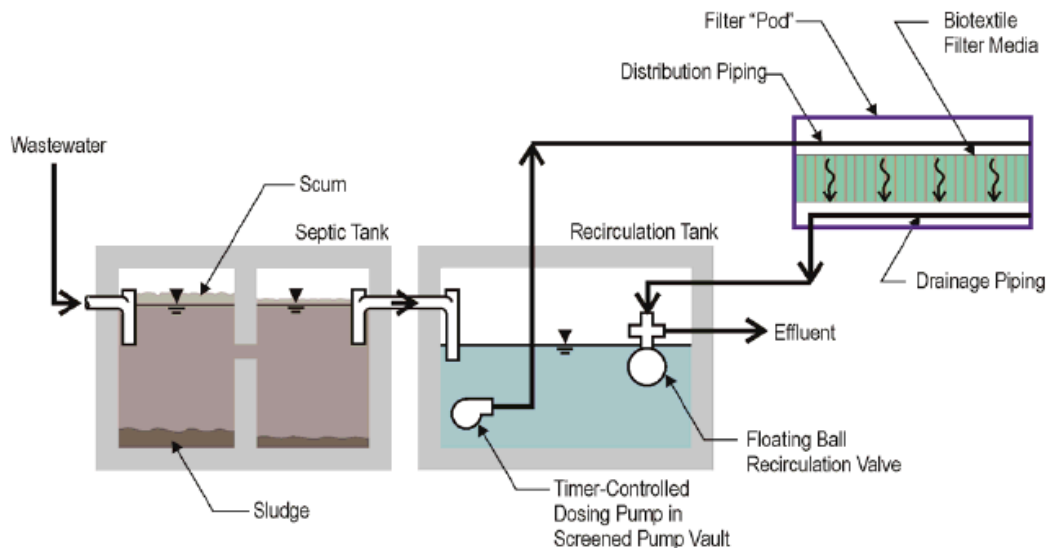 Filter “Pod”
Biotextile
Filter Media
Distribution Piping
Wastewater
Scum
Septic Tank
Recirculation Tank
Drainage Piping
Effluent
Floating Ball
Recirculation Valve
Timer-Controlled
Dosing Pump in
Screened Pump Vault
Sludge